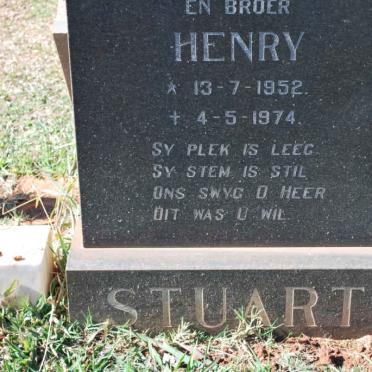 EN BROER
HENRY
* 13-7-1952.
+ 4-5-1974.
SY PLEK IS LEEG
SY STEM IS STIL
ONS SWYG O HEER
DIT WAS U WIL
STUART